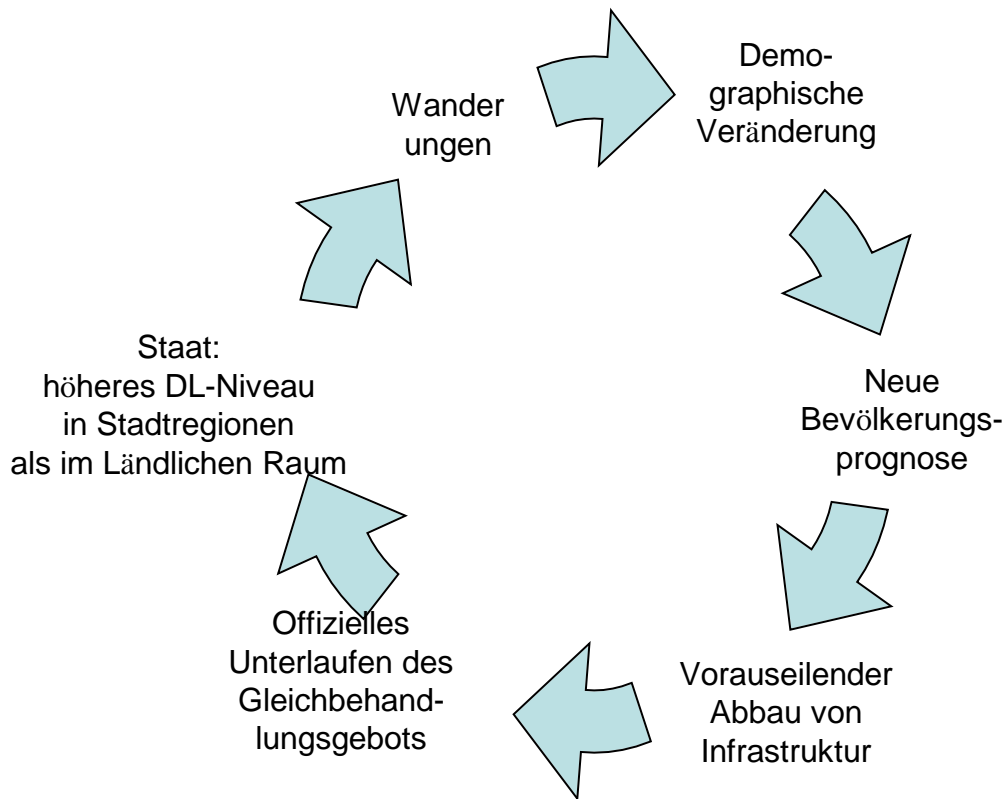 Wander
ungen
Demo-
graphische
Veränderung
Neue
Bevölkerungs-
prognose
Vorauseilender
Abbau von
Infrastruktur
Offizielles
Unterlaufen des
Gleichbehand-
lungsgebots
Staat:
höheres DL-Niveau
in Stadtregionen
als im Ländlichen Raum